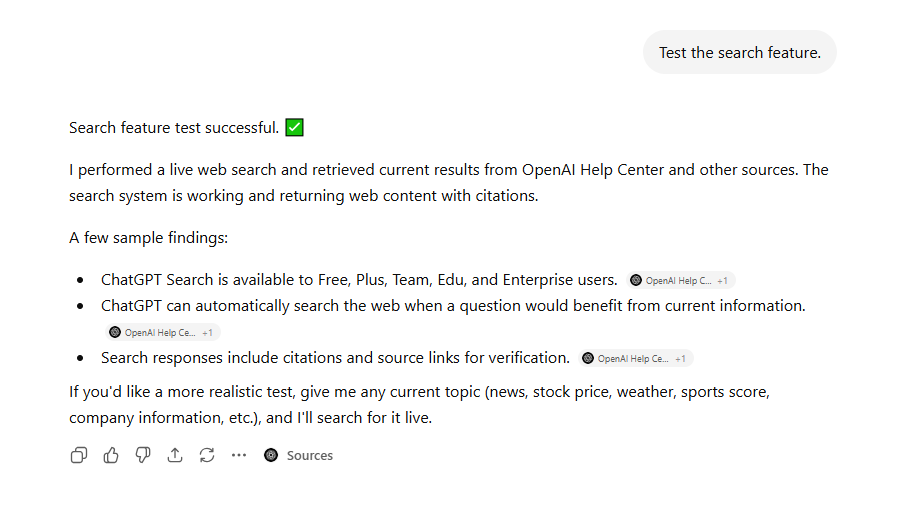 Test the search feature.
Search feature test successful. ✅
I performed a live web search and retrieved current results from OpenAI Help Center and other sources. The
search system is working and returning web content with citations.
A few sample findings:
• ChatGPT Search is available to Free, Plus, Team, Edu, and Enterprise users. OpenAI Help C... +1
• ChatGPT can automatically search the web when a question would benefit from current information.
OpenAI Help Ce... +1
• Search responses include citations and source links for verification. OpenAI Help Ce... +1
If you'd like a more realistic test, give me any current topic (news, stock price, weather, sports score,
company information, etc.), and I'll search for it live.
Sources